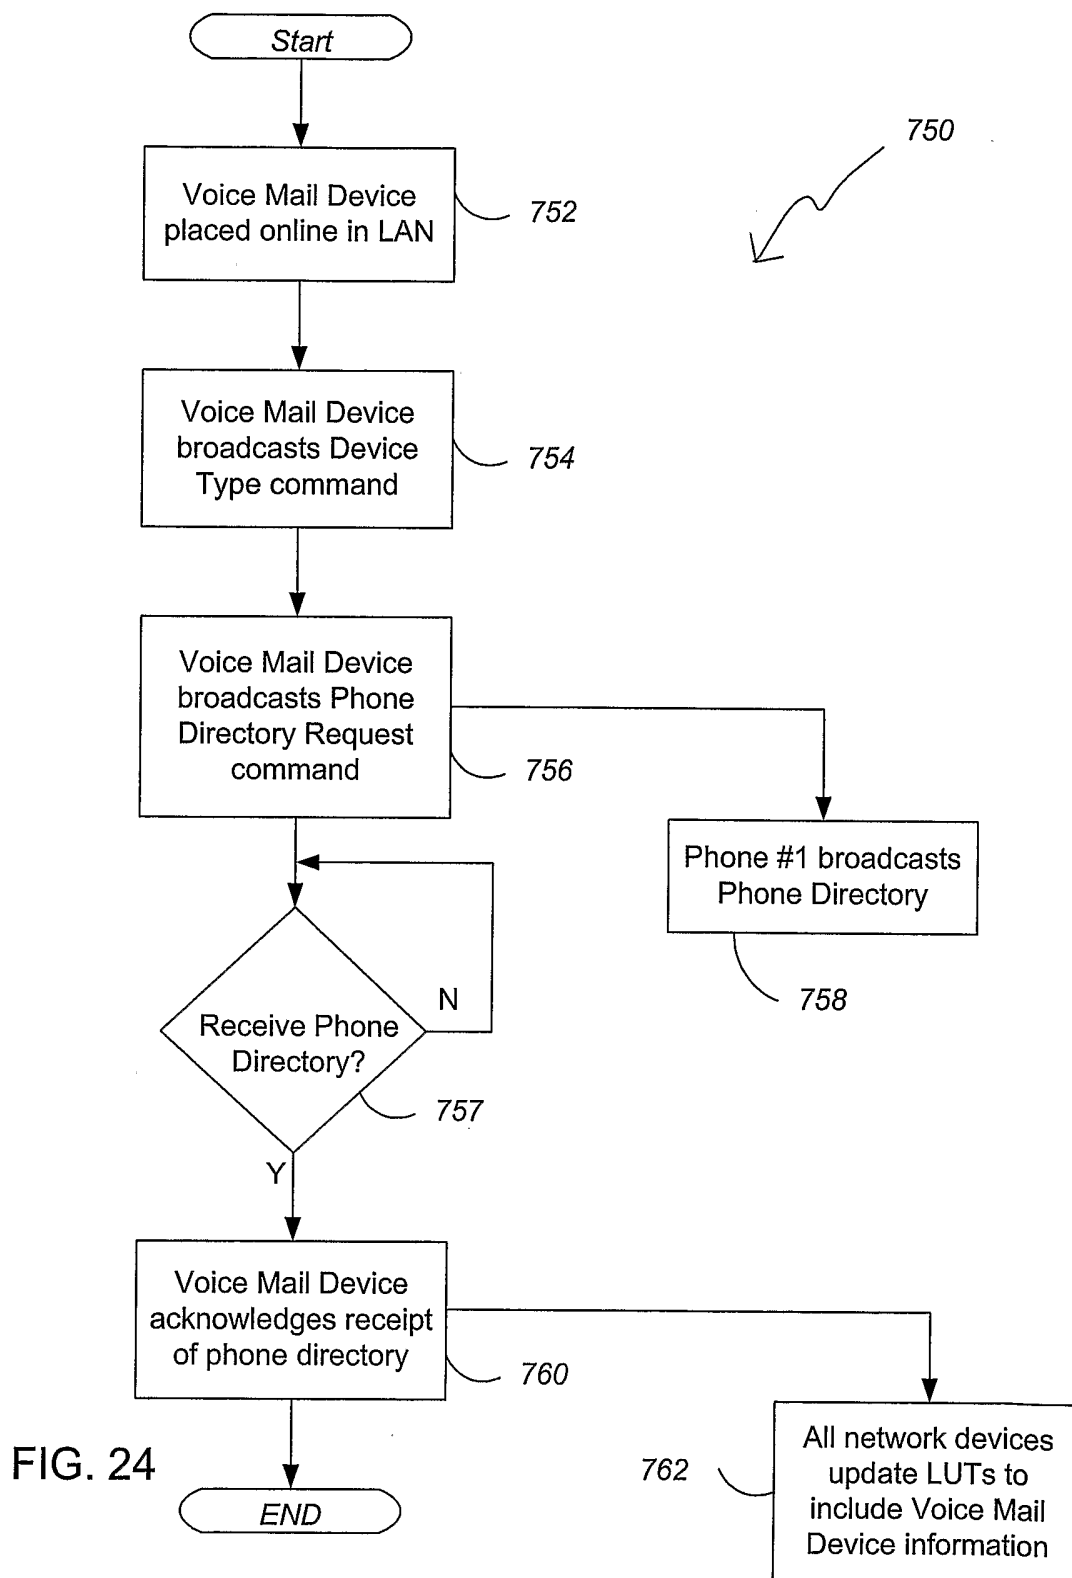 Start
750
Voice Mail Device
placed online in LAN
752
Voice Mail Device
broadcasts Device
Type command
754
Voice Mail Device
broadcasts Phone
Directory Request
command
756
Phone #1 broadcasts
Phone Directory
758
N
Receive Phone
Directory?
757
Y
Voice Mail Device
acknowledges receipt
of phone directory
760
All network devices
update LUTs to
include Voice Mail
Device information
762
FIG. 24
END